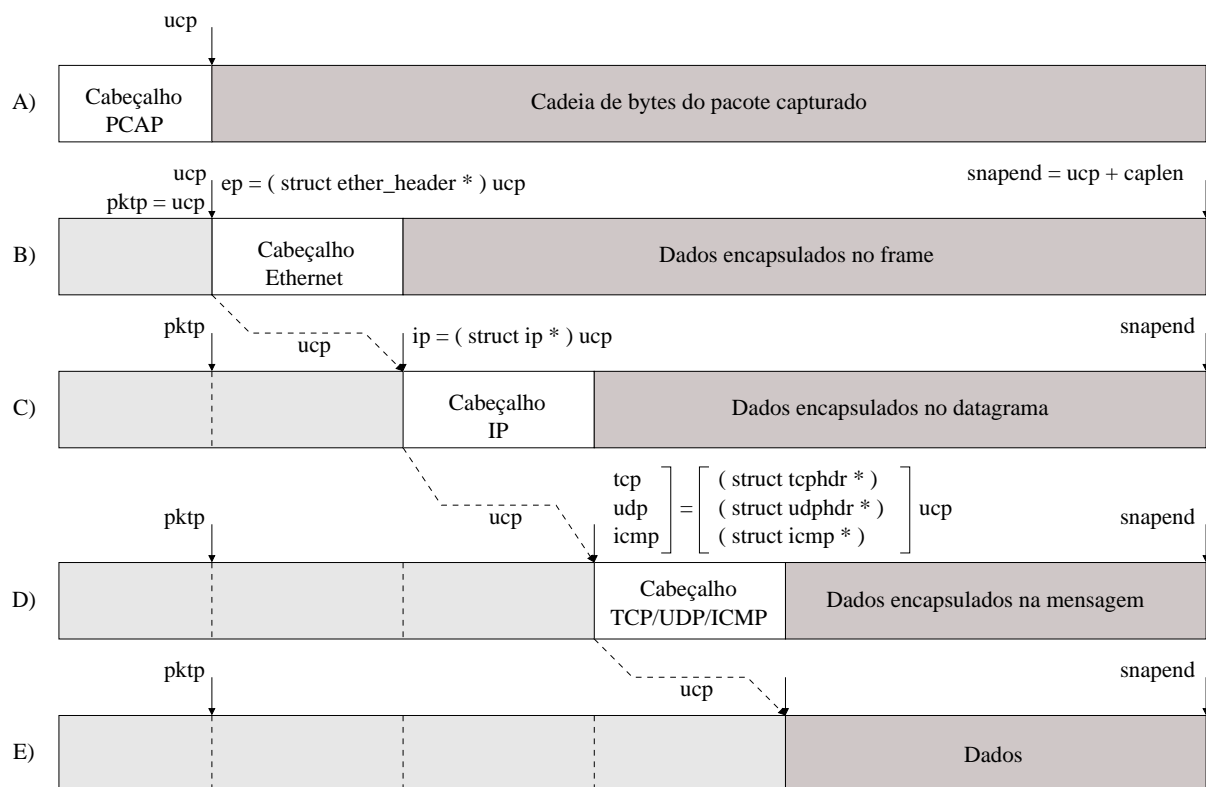 ucp
A)
Cabeçalho
PCAP
Cadeia de bytes do pacote capturado
ucp
pktp = ucp
ep = ( struct ether_header * ) ucp
snapend = ucp + caplen
B)
Cabeçalho
Ethernet
Dados encapsulados no frame
pktp
ucp
ip = ( struct ip * ) ucp
snapend
C)
Cabeçalho
IP
Dados encapsulados no datagrama
pktp
ucp
tcp
udp
icmp
=
( struct tcphdr * )
( struct udphdr * )
( struct icmp * )
ucp
snapend
D)
Cabeçalho
TCP/UDP/ICMP
Dados encapsulados na mensagem
pktp
ucp
snapend
E)
Dados